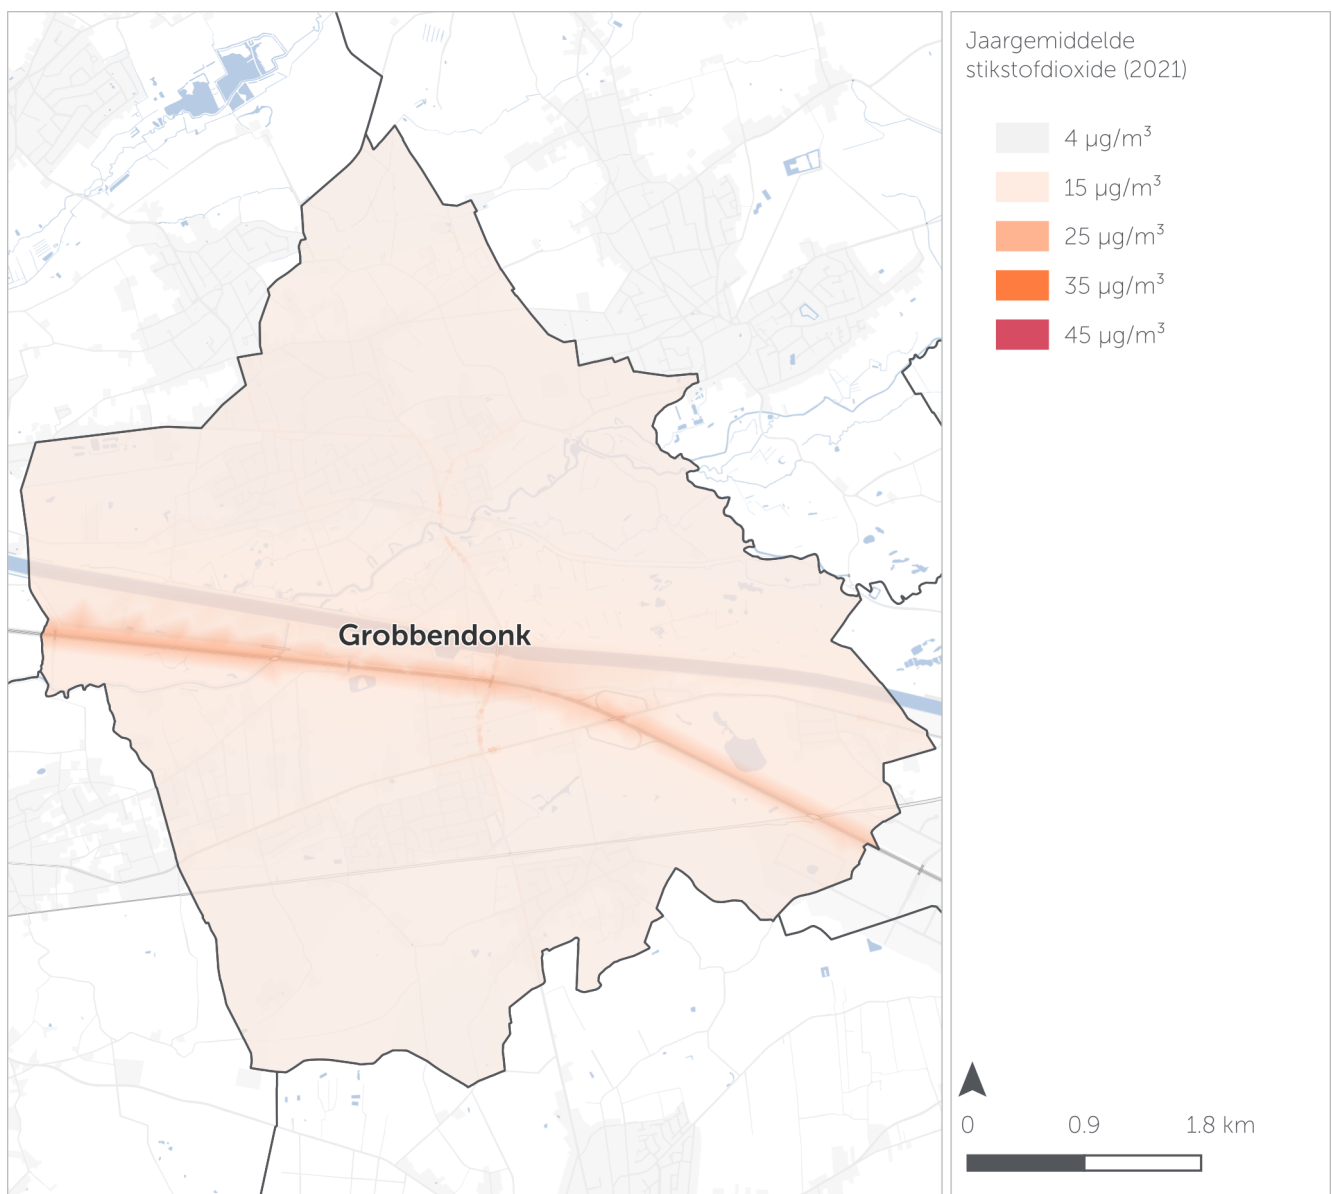 Grobbendonk
Jaargemiddelde
stikstofdioxide (2021)
4 µg/m³
15 µg/m³
25 µg/m³
35 µg/m³
45 µg/m³
0 0.9 1.8 km